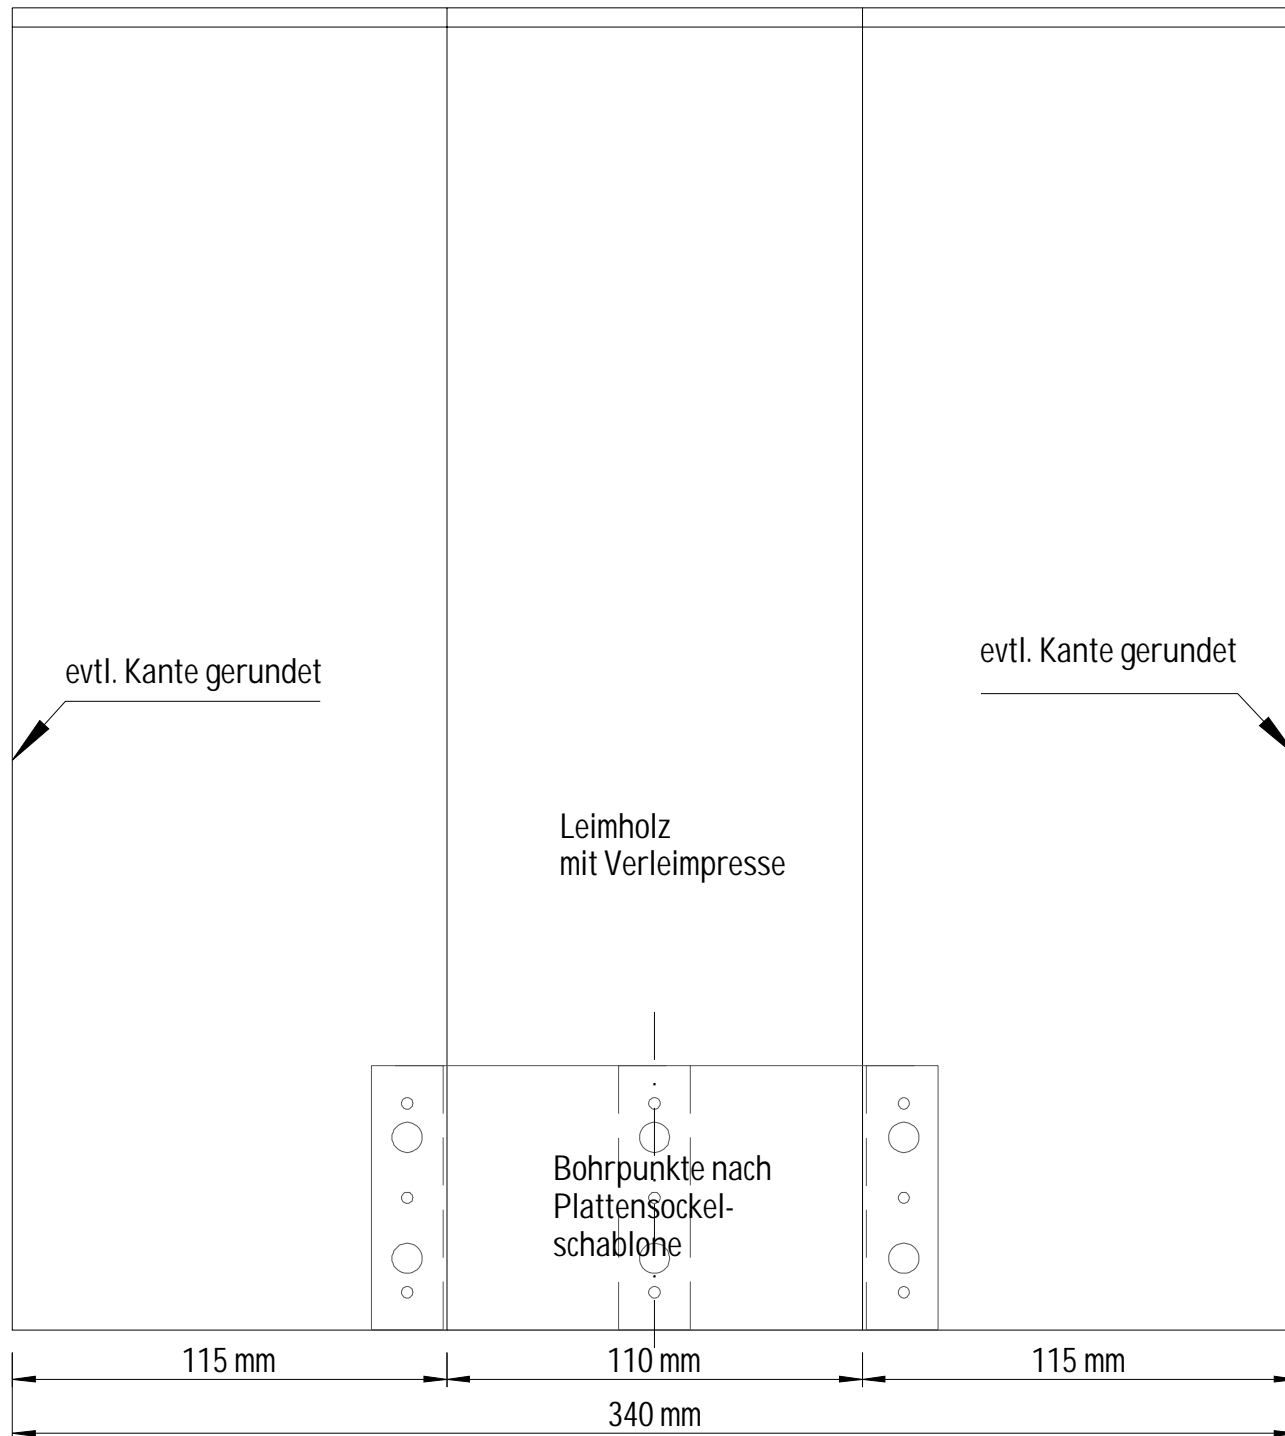 evtl. Kante gerundet
evtl. Kante gerundet
Leimholz
mit Verleimpresse
Bohrpunkte nach
Plattensockel-
schablone
115 mm
110 mm
115 mm
340 mm